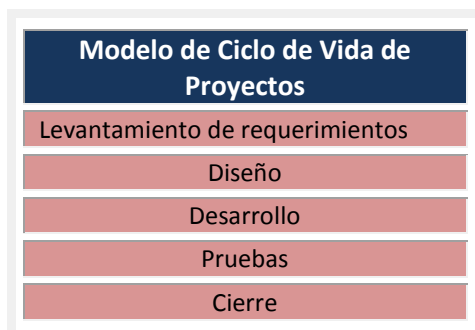 Modelo de Ciclo de Vida de
Proyectos
Levantamiento de requerimientos
Diseño
Desarrollo
Pruebas
Cierre